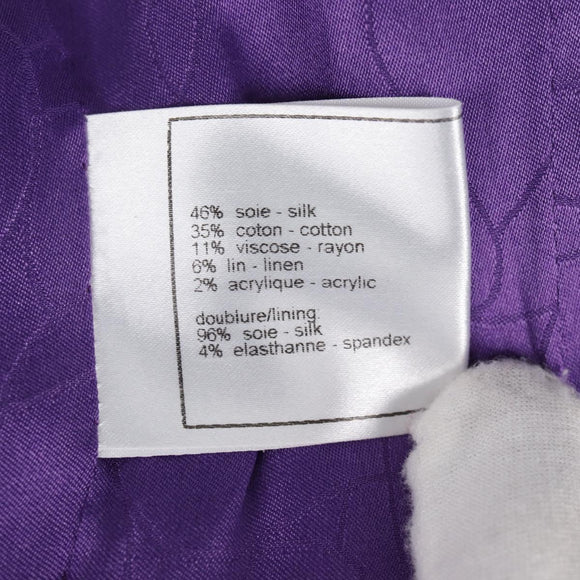 46% soie - silk
35% coton - cotton
11% viscose - rayon
6% lin - linen
2% acrylique - acrylic
doublure/lining
96% soie - silk
4% elasthanne - spandex